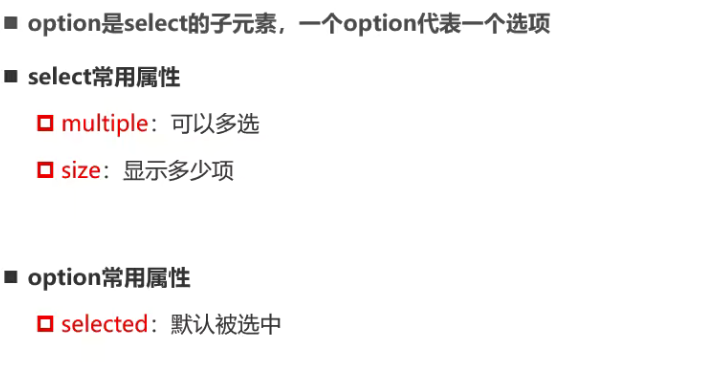 option是select的子元素，一个option代表一个选项
select常用属性
multiple：可以多选
size：显示多少项
option常用属性
selected：默认被选中